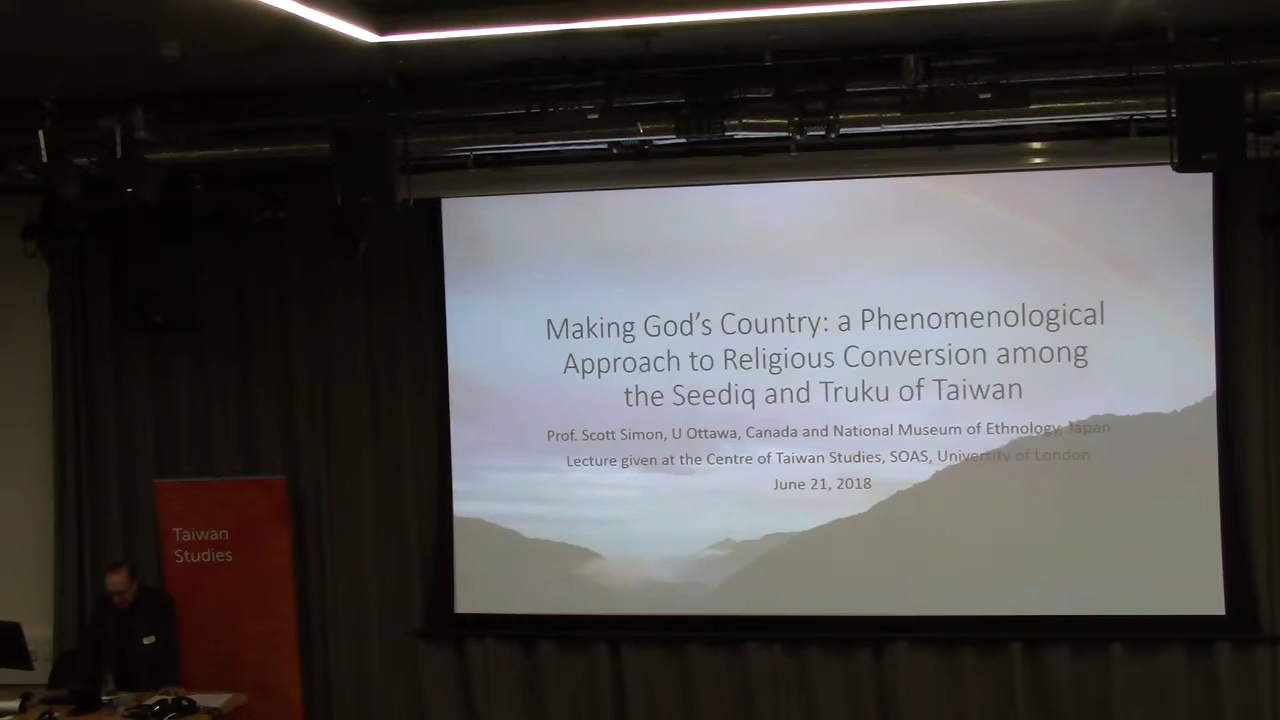 Making God's Country: a Phenomenological
Approach to Religious Conversion among
the Seediq and Truku of Taiwan
Prof. Scott Simon, U Ottawa, Canada and National Museum of Ethnology, Japan
Lecture given at the Centre of Taiwan Studies, SOAS, University of London
June 21, 2018
Taiwan
Studies